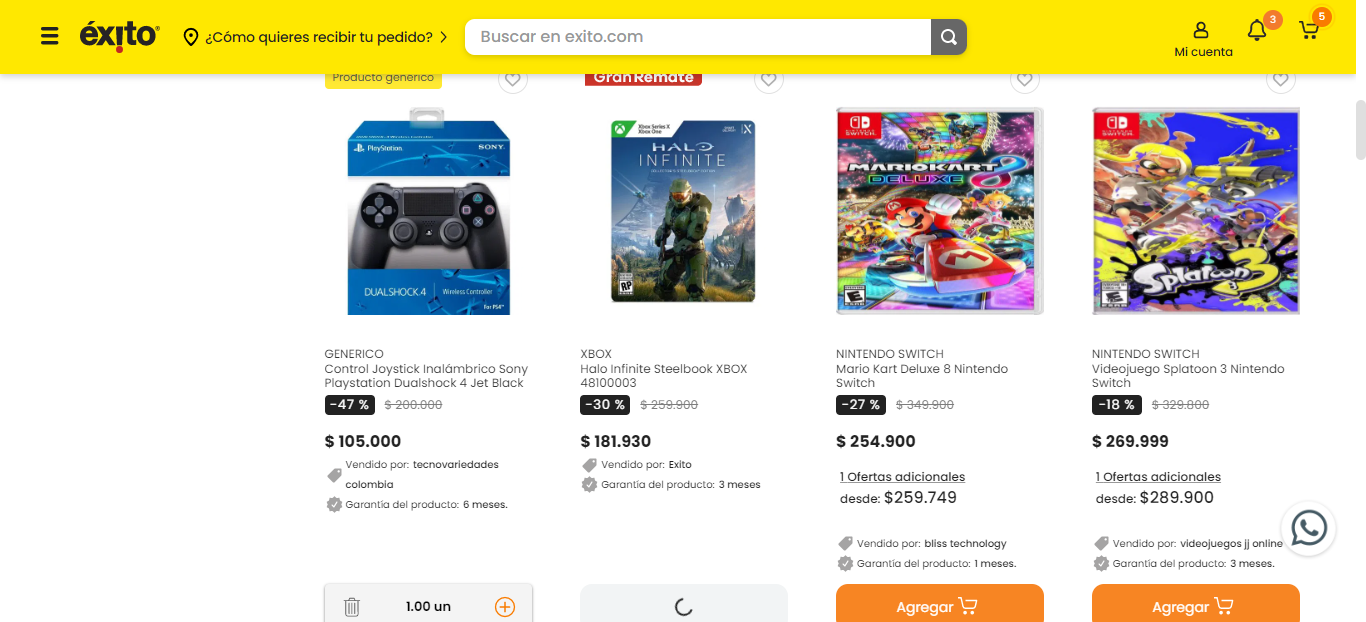 éxito
¿Cómo quieres recibir tu pedido?
Buscar en exito.com
Mi cuenta
3
5
Producto generico
Gran Remate
PlayStation
SONY
DUALSHOCK 4
Wireless Controller
For PS4
Xbox Series X
Xbox One
HALO
INFINITE
RP
NINTENDO SWITCH
MARIO KART 8
DELUXE
E
NINTENDO SWITCH
Splatoon 3
GENERICO
Control Joystick Inalámbrico Sony
Playstation Dualshock 4 Jet Black
-47 % $ 200.000
$ 105.000
Vendido por: tecnovariedades
colombia
Garantía del producto: 6 meses.
1.00 un
XBOX
Halo Infinite Steelbook XBOX
48100003
-30 % $ 259.900
$ 181.930
Vendido por: Exito
Garantía del producto: 3 meses
NINTENDO SWITCH
Mario Kart Deluxe 8 Nintendo
Switch
-27 % $ 349.900
$ 254.900
1 Ofertas adicionales
desde: $259.749
Vendido por: bliss technology
Garantía del producto: 1 meses.
Agregar
NINTENDO SWITCH
Videojuego Splatoon 3 Nintendo
Switch
-18 % $ 329.800
$ 269.999
1 Ofertas adicionales
desde: $289.900
Vendido por: videojuegos jj online
Garantía del producto: 3 meses.
Agregar